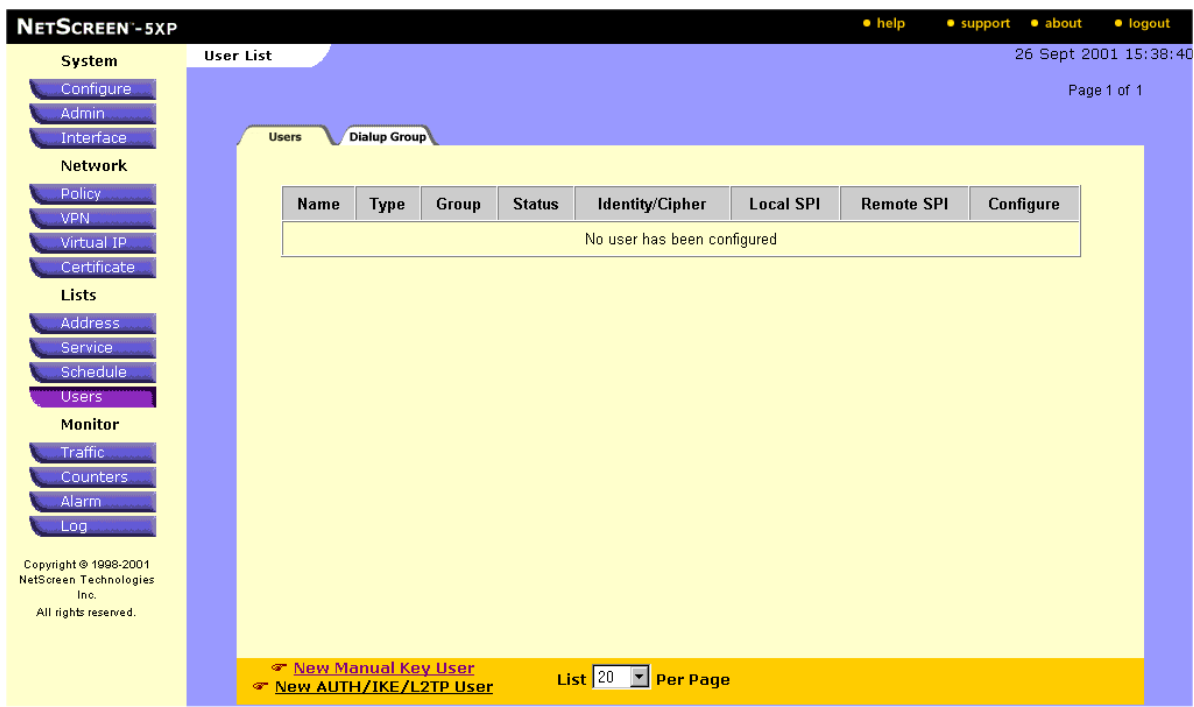 NETSCREEN™-5XP
help support about logout
System
Configure
Admin
Interface
Network
Policy
VPN
Virtual IP
Certificate
Lists
Address
Service
Schedule
Users
Monitor
Traffic
Counters
Alarm
Log
Copyright © 1998-2001
NetScreen Technologies
Inc.
All rights reserved.
User List
26 Sept 2001 15:38:40
Page 1 of 1
Users Dialup Group
Name Type Group Status Identity/Cipher Local SPI Remote SPI Configure
No user has been configured
New Manual Key User
New AUTH/IKE/L2TP User
List 20 Per Page